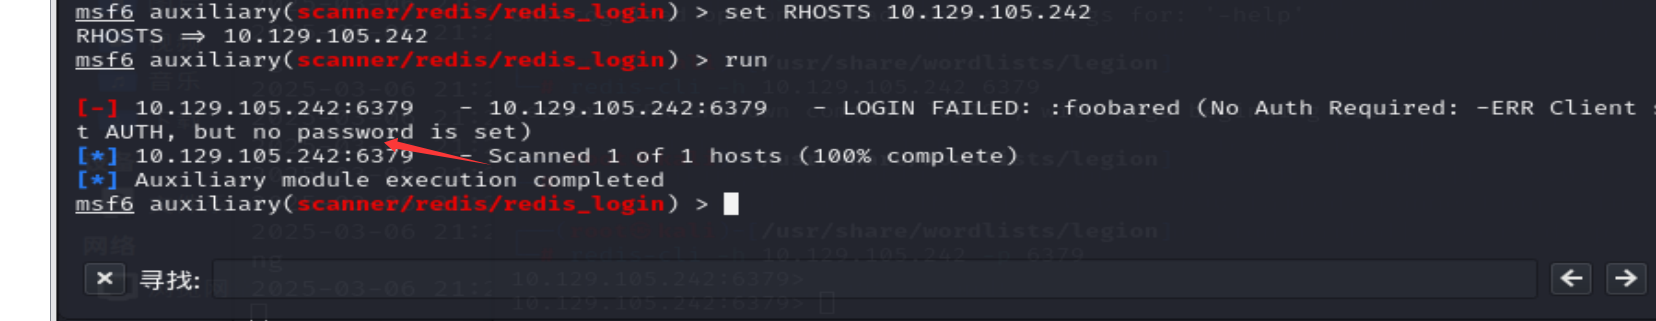 msf6 auxiliary(scanner/redis/redis_login) > set RHOSTS 10.129.105.242
RHOSTS ⇒ 10.129.105.242
msf6 auxiliary(scanner/redis/redis_login) > run
[-] 10.129.105.242:6379   - 10.129.105.242:6379   - LOGIN FAILED: :foobared (No Auth Required: -ERR Client s
t AUTH, but no password is set)
[*] 10.129.105.242:6379   - Scanned 1 of 1 hosts (100% complete)
[*] Auxiliary module execution completed
msf6 auxiliary(scanner/redis/redis_login) >
寻找: